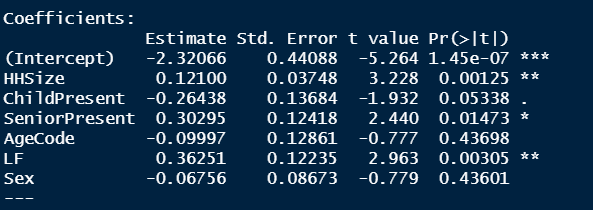 Coefficients:
Estimate Std. Error t value Pr(>|t|)
(Intercept) -2.32066 0.44088 -5.264 1.45e-07 ***
HHSize 0.12100 0.03748 3.228 0.00125 **
ChildPresent -0.26438 0.13684 -1.932 0.05338 .
SeniorPresent 0.30295 0.12418 2.440 0.01473 *
AgeCode -0.09997 0.12861 -0.777 0.43698
LF 0.36251 0.12235 2.963 0.00305 **
Sex -0.06756 0.08673 -0.779 0.43601
---